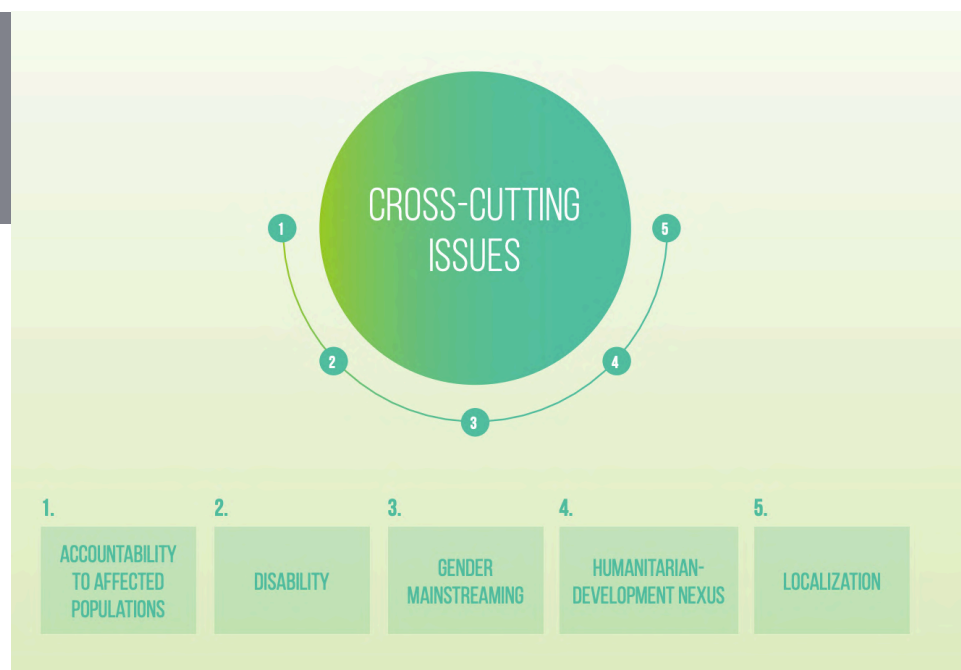 CROSS-CUTTING
ISSUES
1
5
2
4
3
1.
ACCOUNTABILITY
TO AFFECTED
POPULATIONS
2.
DISABILITY
3.
GENDER
MAINSTREAMING
4.
HUMANITARIAN-
DEVELOPMENT NEXUS
5.
LOCALIZATION